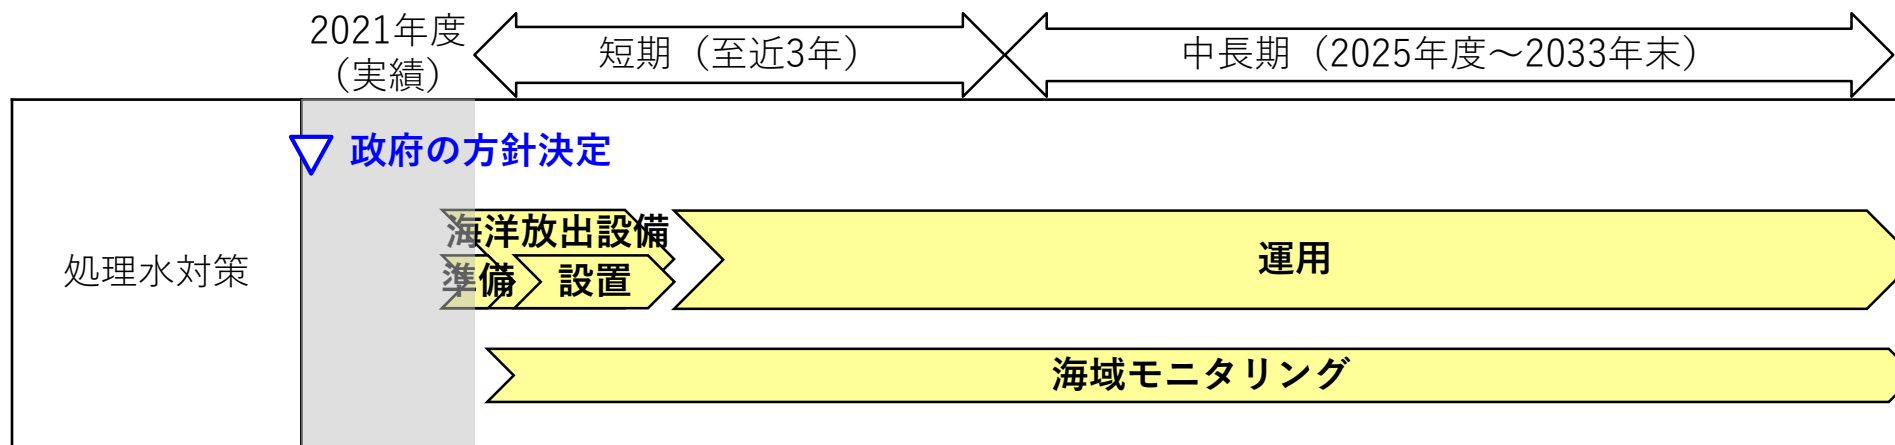 2021年度
（実績）
短期（至近3年）
中長期（2025年度～2033年末）
▽ 政府の方針決定
処理水対策
海洋放出設備
準備
設置
運用
海域モニタリング